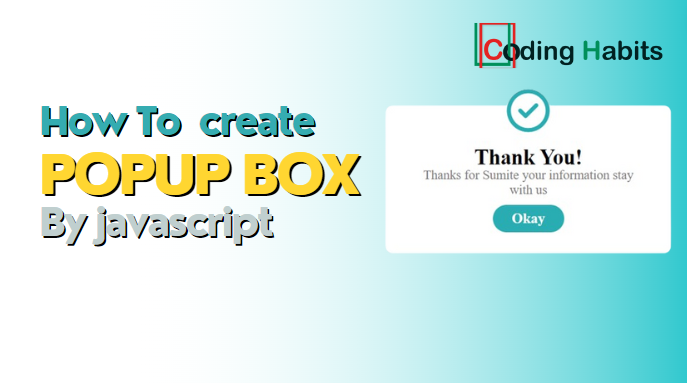 Coding Habits
How To create
POPUP BOX
By javascript
Thank You!
Thanks for Sumite your information stay
with us
Okay